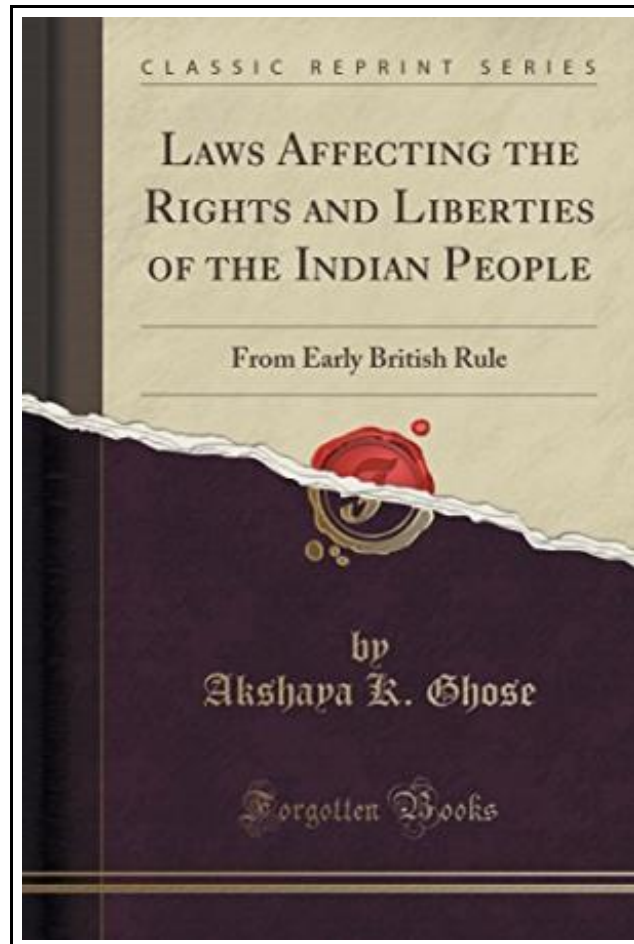 CLASSIC REPRINT SERIES
LAWS AFFECTING THE
RIGHTS AND LIBERTIES
OF THE INDIAN PEOPLE
From Early British Rule
by
Akshaya K. Ghose
Forgotten Books